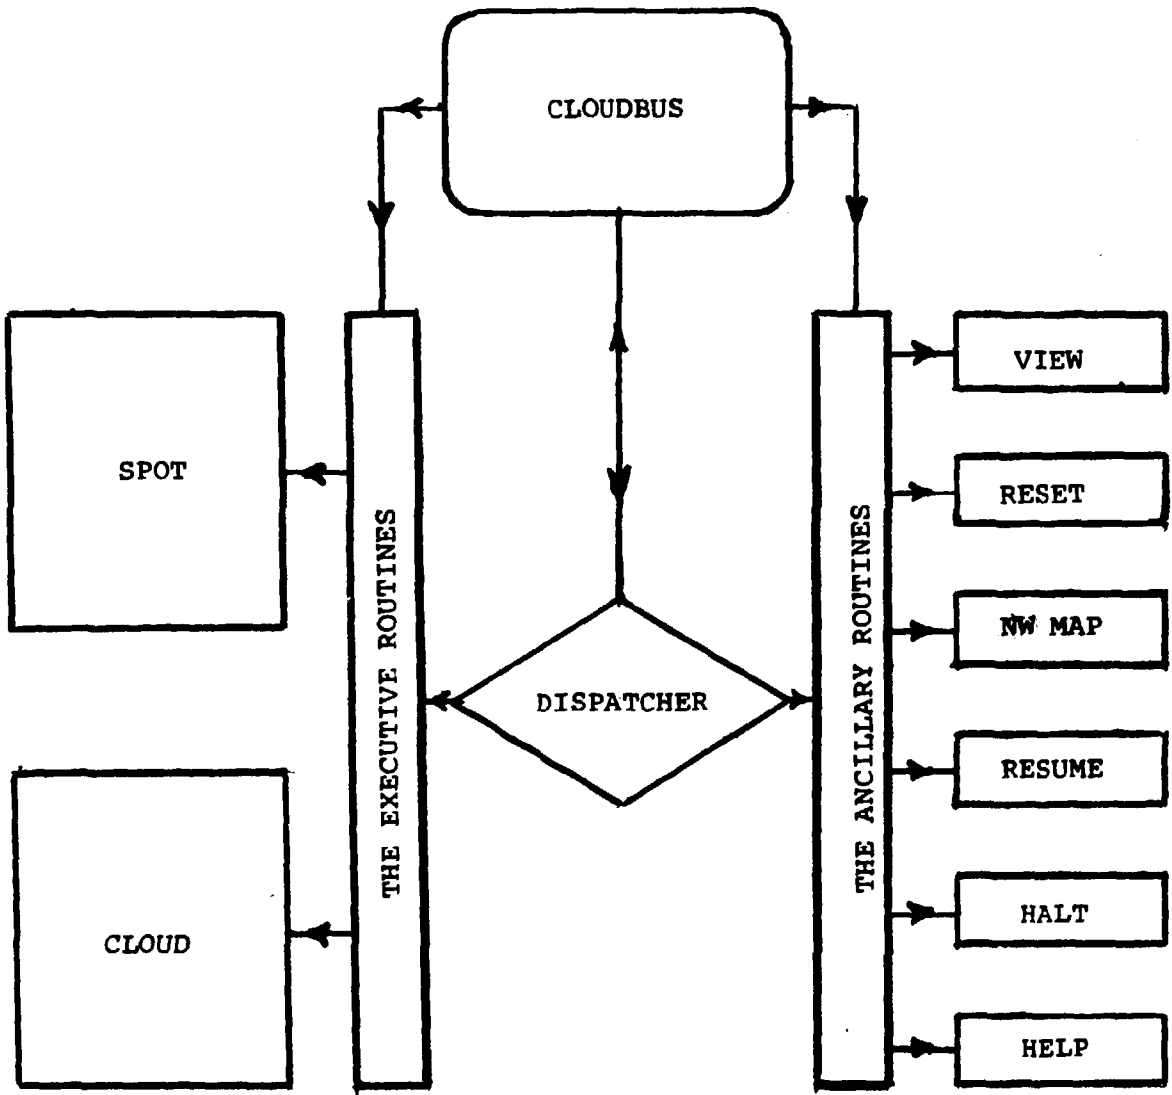 CLOUDBUS
SPOT
CLOUD
THE EXECUTIVE ROUTINES
DISPATCHER
THE ANCILLARY ROUTINES
VIEW
RESET
NW MAP
RESUME
HALT
HELP